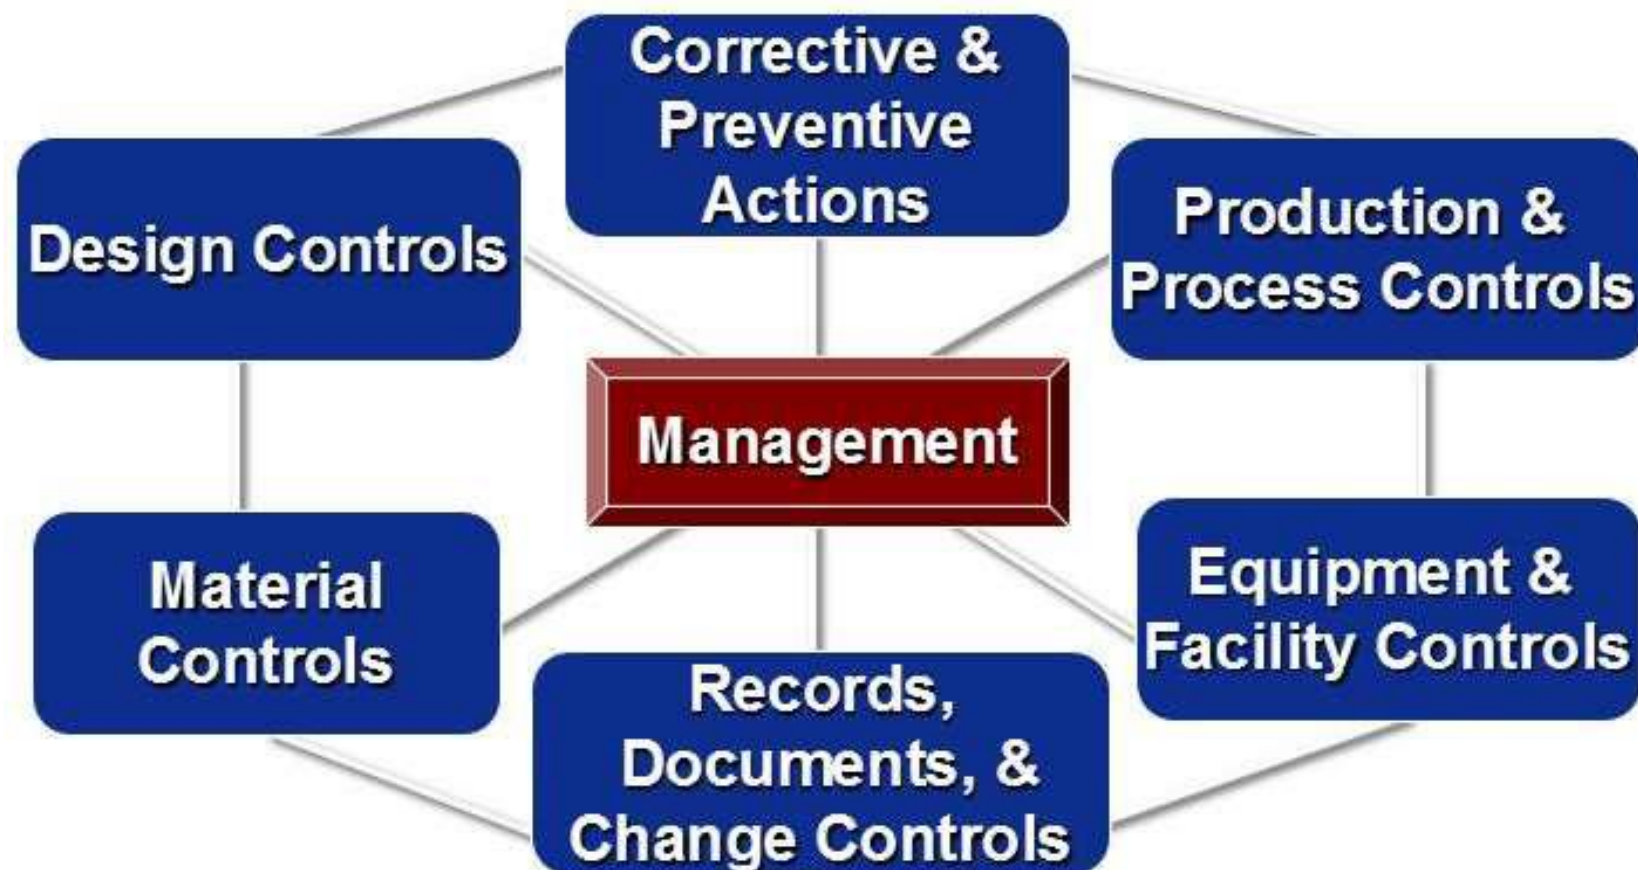 Corrective &
Preventive
Actions
Design Controls
Production &
Process Controls
Management
Material
Controls
Equipment &
Facility Controls
Records,
Documents, &
Change Controls